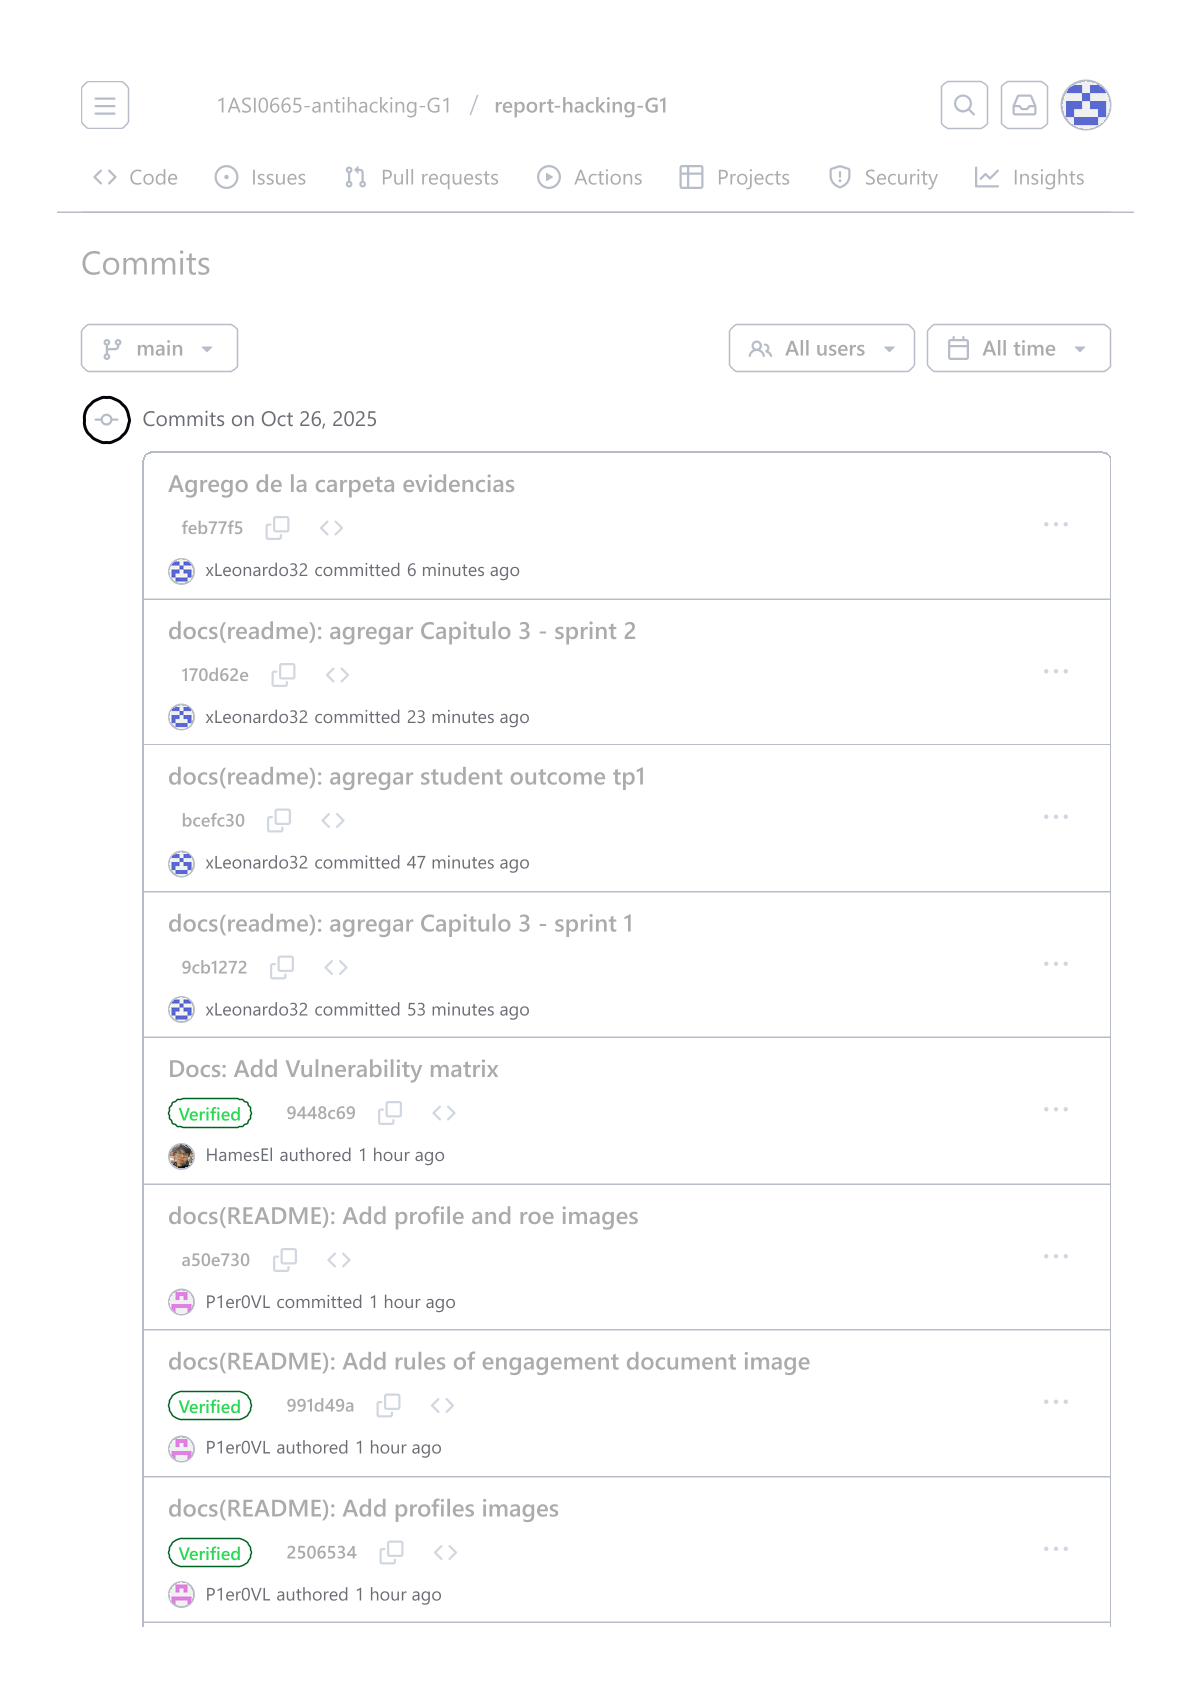 1ASI0665-antihacking-G1 / report-hacking-G1
Code Issues Pull requests Actions Projects Security Insights
Commits
main All users All time
Commits on Oct 26, 2025
Agrego de la carpeta evidencias
feb77f5
xLeonardo32 committed 6 minutes ago
docs(readme): agregar Capitulo 3 - sprint 2
170d62e
xLeonardo32 committed 23 minutes ago
docs(readme): agregar student outcome tp1
bcefc30
xLeonardo32 committed 47 minutes ago
docs(readme): agregar Capitulo 3 - sprint 1
9cb1272
xLeonardo32 committed 53 minutes ago
Docs: Add Vulnerability matrix
Verified 9448c69
HamesEl authored 1 hour ago
docs(README): Add profile and roe images
a50e730
P1er0VL committed 1 hour ago
docs(README): Add rules of engagement document image
Verified 991d49a
P1er0VL authored 1 hour ago
docs(README): Add profiles images
Verified 2506534
P1er0VL authored 1 hour ago